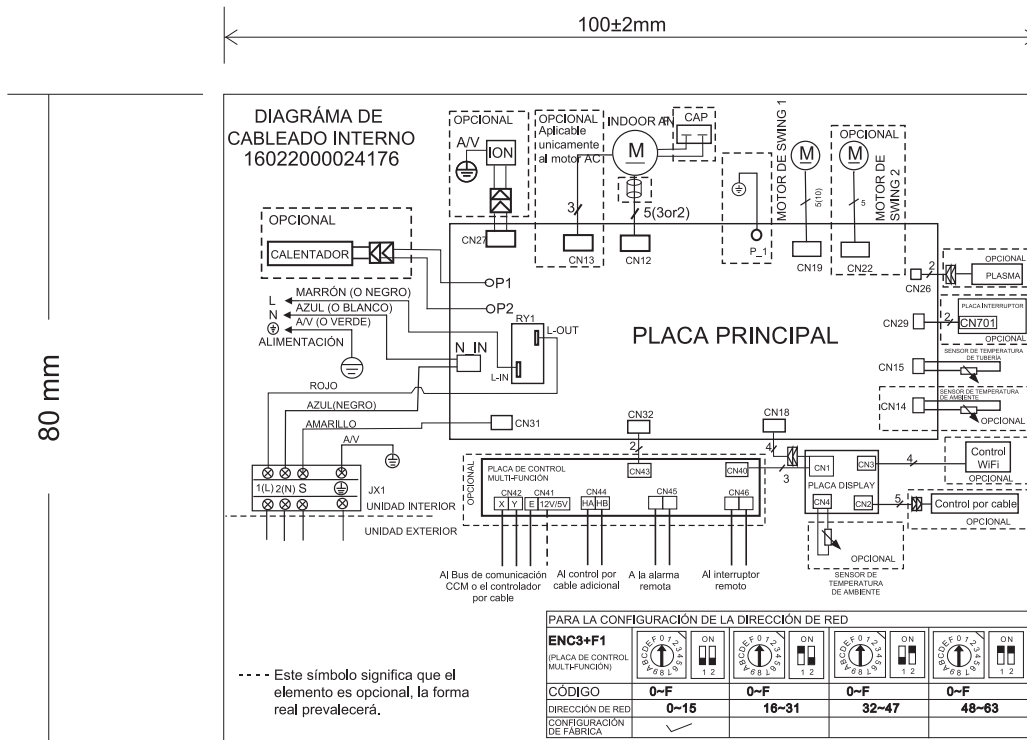 100±2mm
80 mm
DIAGRÁMA DE
CABLEADO INTERNO
16022000024176
OPCIONAL
A/V
ION
CN27
OPCIONAL
Aplicable
unicamente
al motor AC
3
CN13
INDOOR
M
CAP
5(3or2)
CN12
P_1
MOTOR DE SWING 1
M
5(10)
CN19
OPCIONAL
M
MOTOR DE
SWING 2
5
CN22
OPCIONAL
CALENTADOR
P1
P2
L
N
MARRÓN (O NEGRO)
AZUL (O BLANCO)
A/V (O VERDE)
ALIMENTACIÓN
N_IN
RY1
L-OUT
L-IN
PLACA PRINCIPAL
CN26
2
OPCIONAL
PLASMA
CN29
2
PLACA INTERRUPTOR
CN701
OPCIONAL
CN15
SENSOR DE TEMPERATURA
DE TUBERÍA
CN14
SENSOR DE TEMPERATURA
DE AMBIENTE
OPCIONAL
ROJO
AZUL(NEGRO)
AMARILLO
A/V
CN31
CN32
2
CN18
4
1(L) 2(N) S
JX1
UNIDAD INTERIOR
UNIDAD EXTERIOR
OPCIONAL
PLACA DE CONTROL
MULTI-FUNCIÓN
CN43
CN40
3
CN42
X Y
CN41
E 12V/5V
CN44
HA HB
CN45
CN46
CN1
CN3
PLACA DISPLAY
CN4
CN2
4
Control
WiFi
OPCIONAL
5
Control por cable
OPCIONAL
OPCIONAL
SENSOR DE
TEMPERATURA
DE AMBIENTE
Al Bus de comunicación
CCM o el controlador
por cable
Al control por
cable adicional
A la alarma
remota
Al interruptor
remoto
---- Este símbolo significa que el
elemento es opcional, la forma
real prevalecerá.
PARA LA CONFIGURACIÓN DE LA DIRECCIÓN DE RED
ENC3+F1
(PLACA DE CONTROL
MULTI-FUNCIÓN)
0123456789ABCDEF ON 1 2
0123456789ABCDEF ON 1 2
0123456789ABCDEF ON 1 2
0123456789ABCDEF ON 1 2
CÓDIGO 0~F 0~F 0~F 0~F
DIRECCIÓN DE RED 0~15 16~31 32~47 48~63
CONFIGURACIÓN
DE FÁBRICA